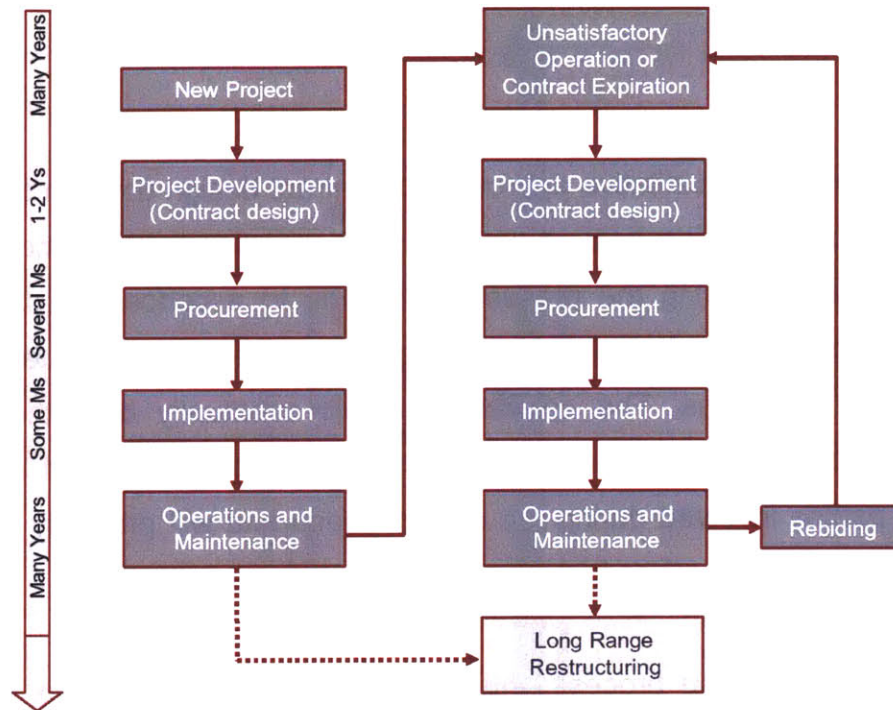 Many Years
1-2 Ys
Several Ms
Some Ms
Many Years
New Project
Project Development
(Contract design)
Procurement
Implementation
Operations and
Maintenance
Unsatisfactory
Operation or
Contract Expiration
Project Development
(Contract design)
Procurement
Implementation
Operations and
Maintenance
Rebiding
Long Range
Restructuring